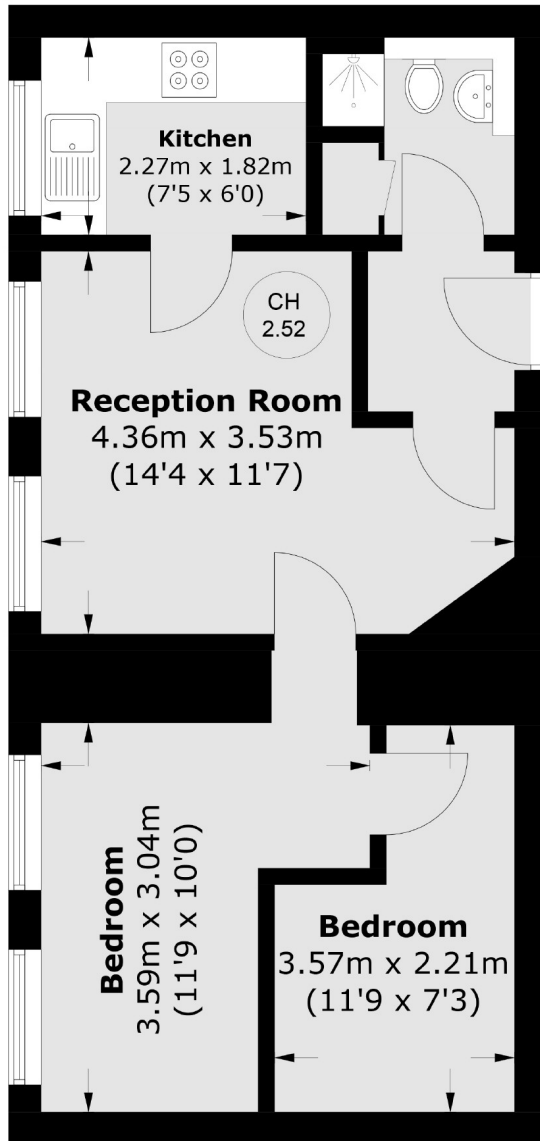 Kitchen
2.27m x 1.82m
(7'5 x 6'0)
CH
2.52
Reception Room
4.36m x 3.53m
(14'4 x 11'7)
Bedroom
3.59m x 3.04m
(11'9 x 10'0)
Bedroom
3.57m x 2.21m
(11'9 x 7'3)